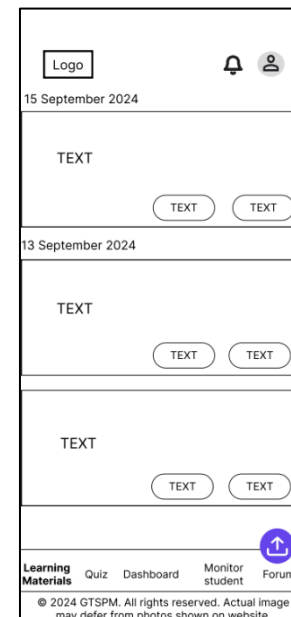 Logo
15 September 2024
TEXT
TEXT TEXT
13 September 2024
TEXT
TEXT TEXT
TEXT
TEXT TEXT
Learning Materials Quiz Dashboard Monitor student Forum
© 2024 GTSPM. All rights reserved. Actual image
may defer from photos shown on website